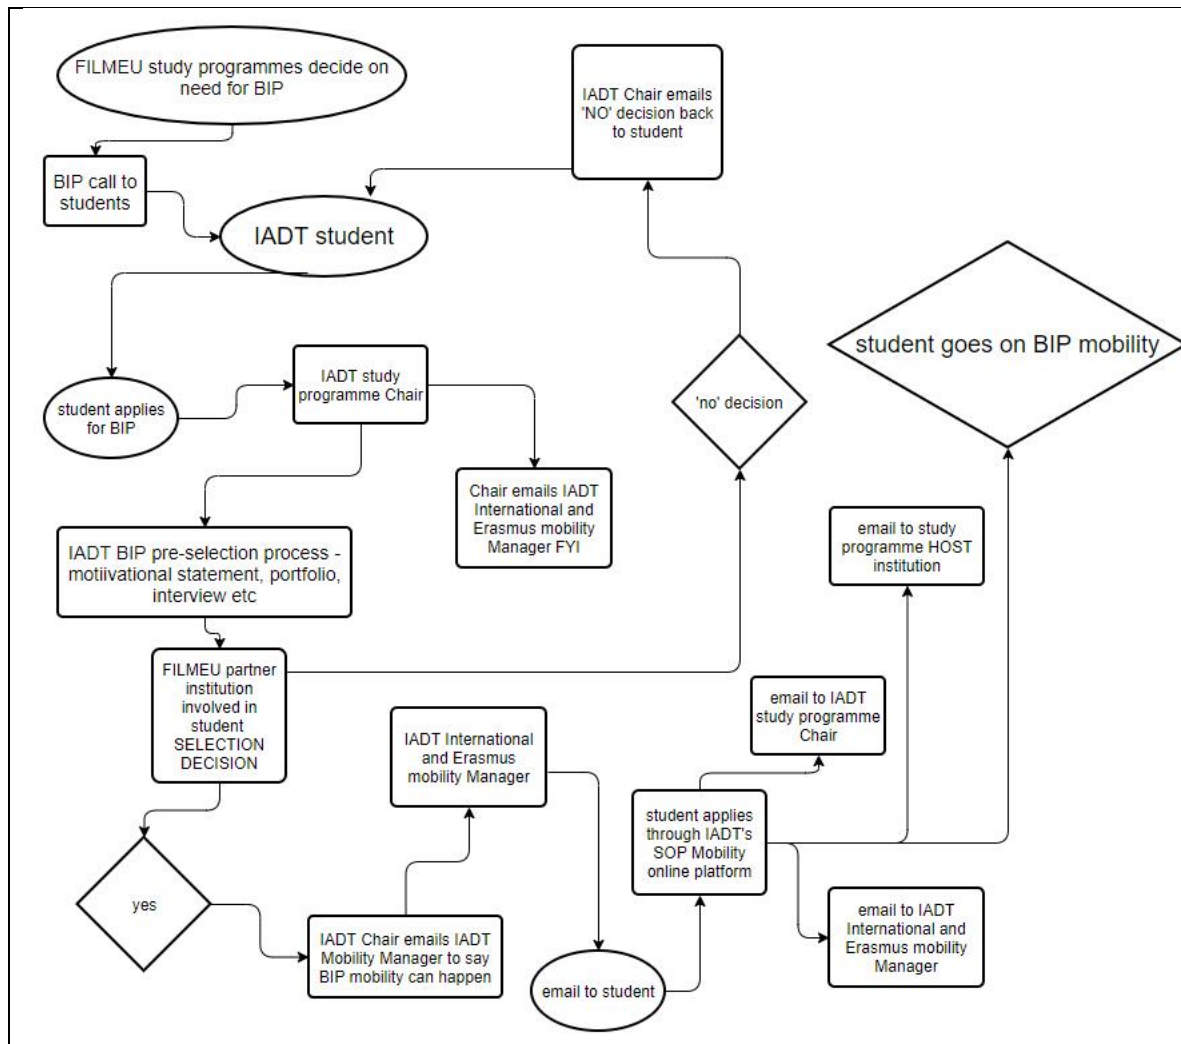 FILMEU study programmes decide on
need for BIP
IADT Chair emails
'NO' decision back
to student
BIP call to
students
IADT student
student goes on BIP mobility
IADT study
programme Chair
'no' decision
student applies
for BIP
Chair emails IADT
International and
Erasmus mobility
Manager FYI
email to study
programme HOST
institution
IADT BIP pre-selection process -
motiivational statement, portfolio,
interview etc
FILMEU partner
institution
involved in
student
SELECTION
DECISION
email to IADT
study programme
Chair
IADT International
and Erasmus
mobility Manager
student applies
through IADT's
SOP Mobility
online platform
yes
IADT Chair emails IADT
Mobility Manager to say
BIP mobility can happen
email to student
email to IADT
International and
Erasmus mobility
Manager